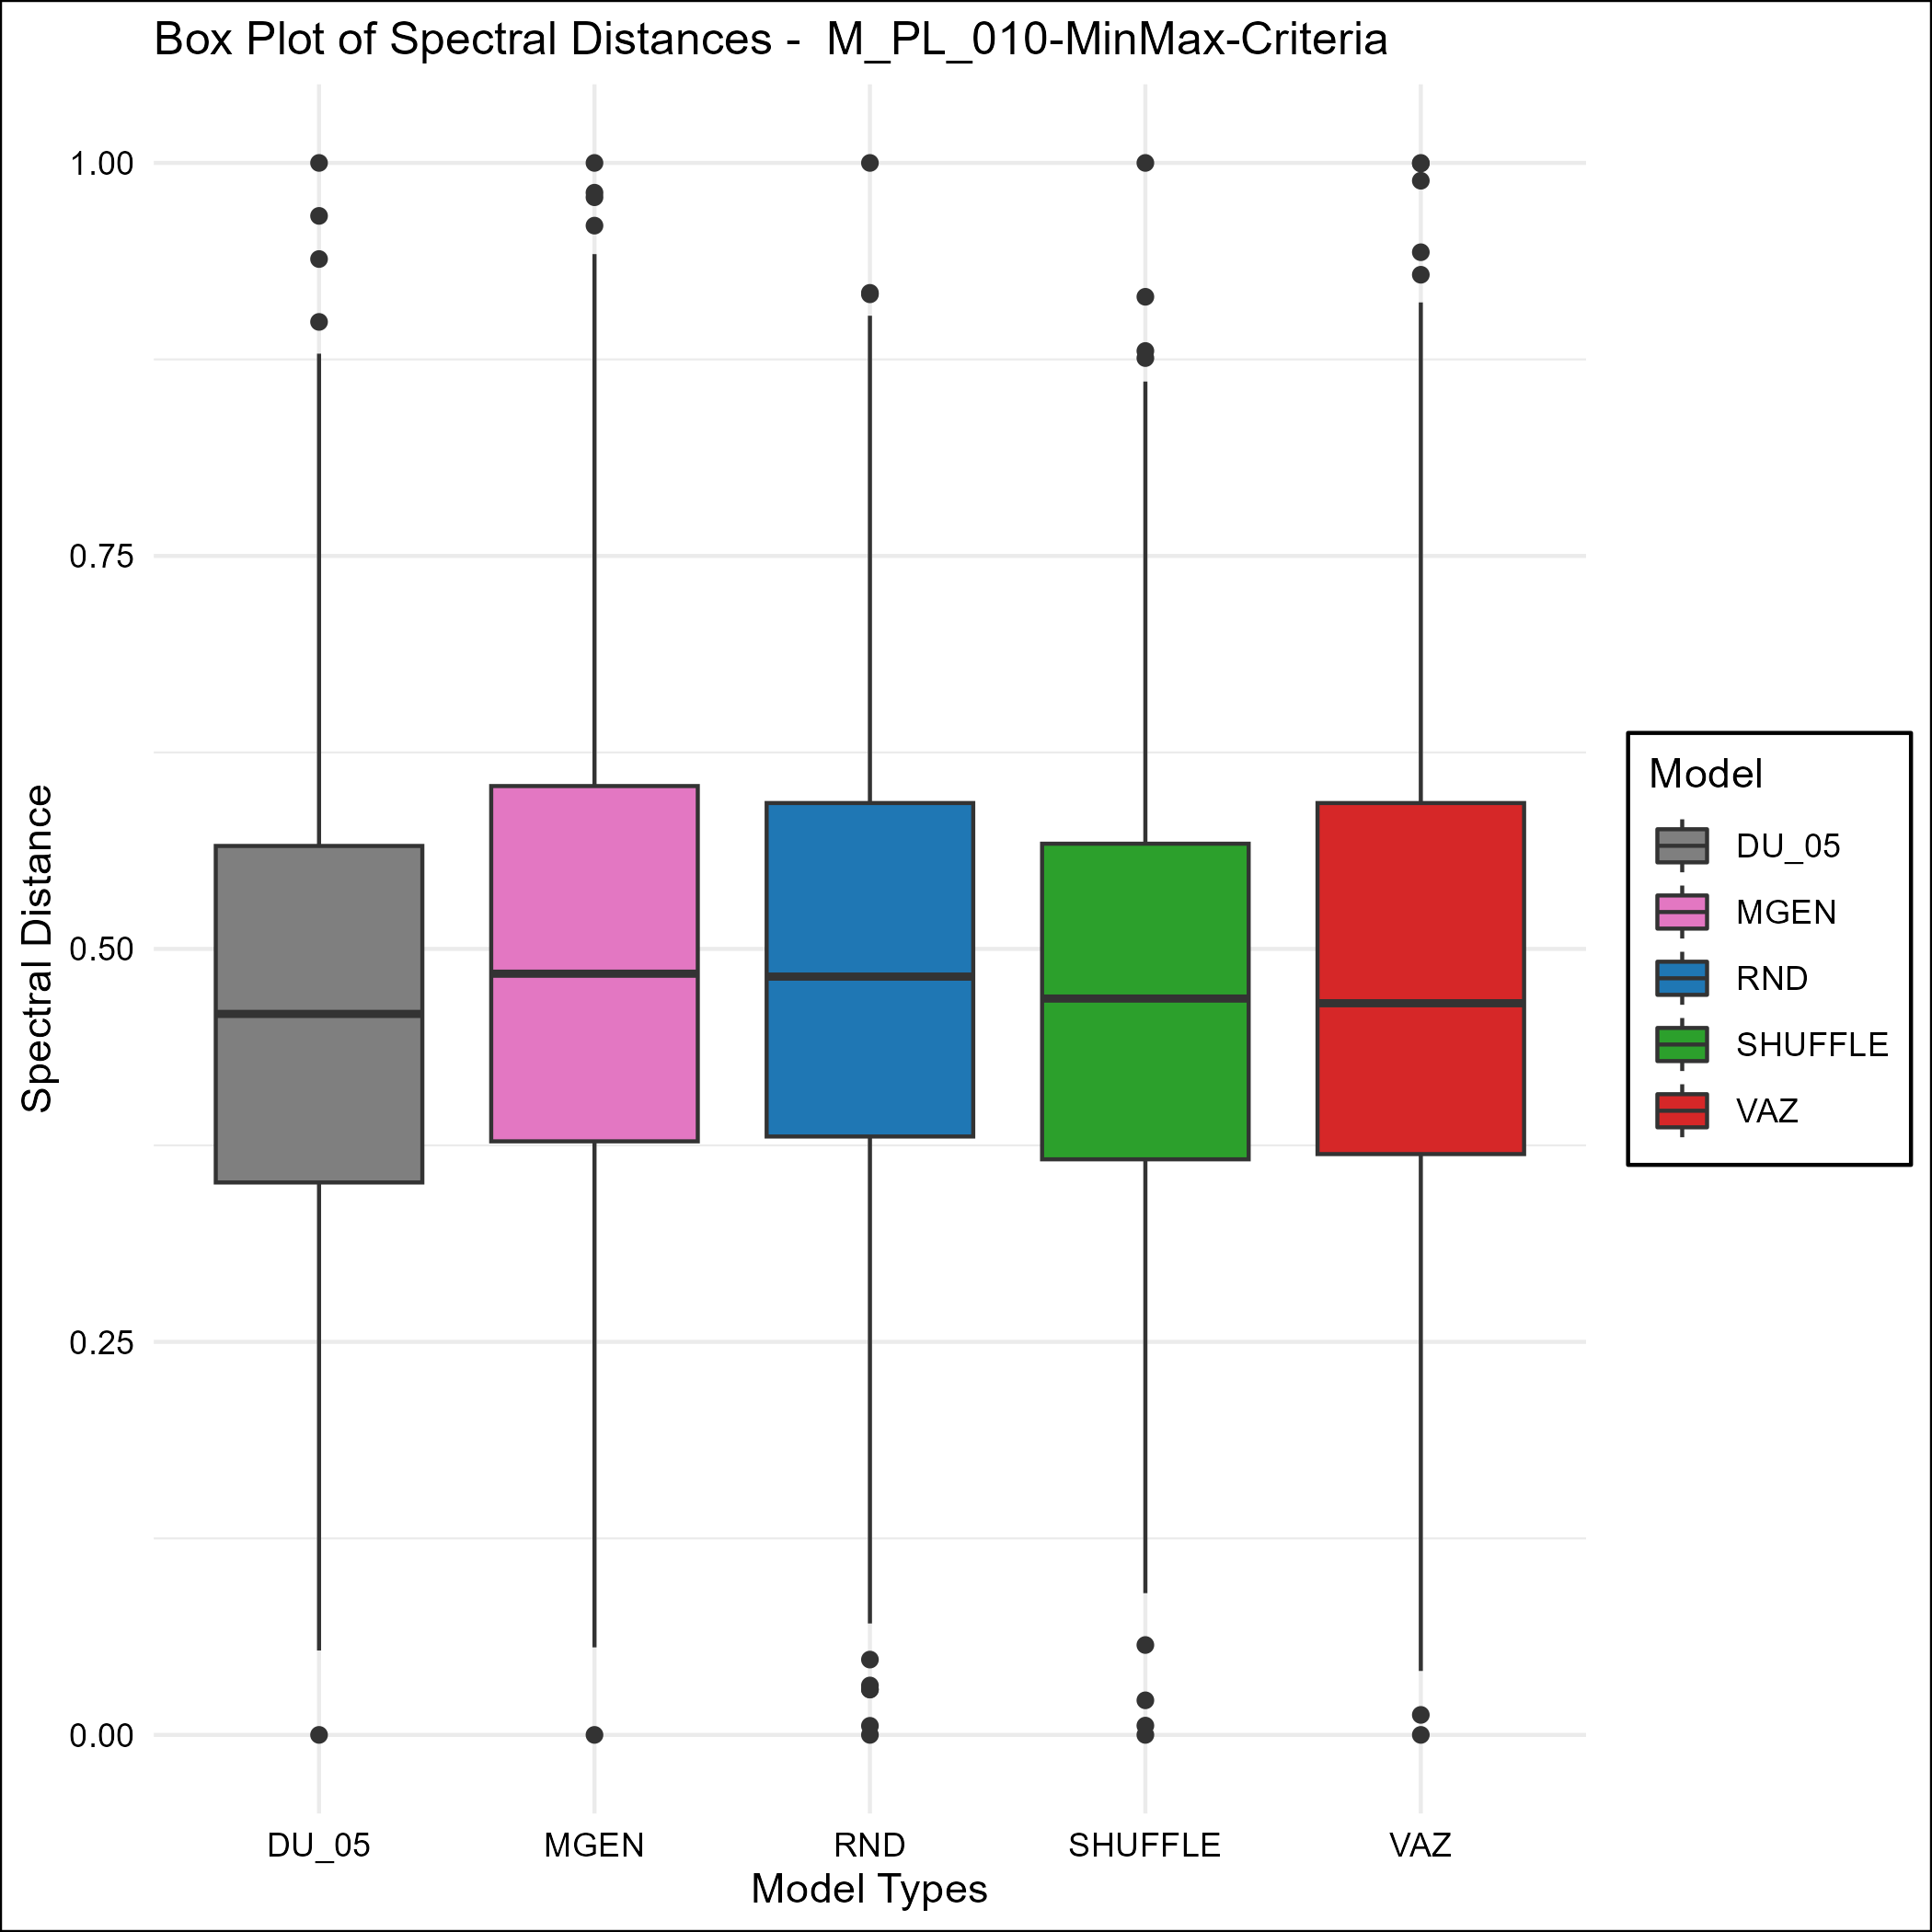 Box Plot of Spectral Distances -  M_PL_010-MinMax-Criteria
1.00
0.75
0.50
0.25
0.00
Spectral Distance
DU_05
MGEN
RND
SHUFFLE
VAZ
Model Types
Model
DU_05
MGEN
RND
SHUFFLE
VAZ